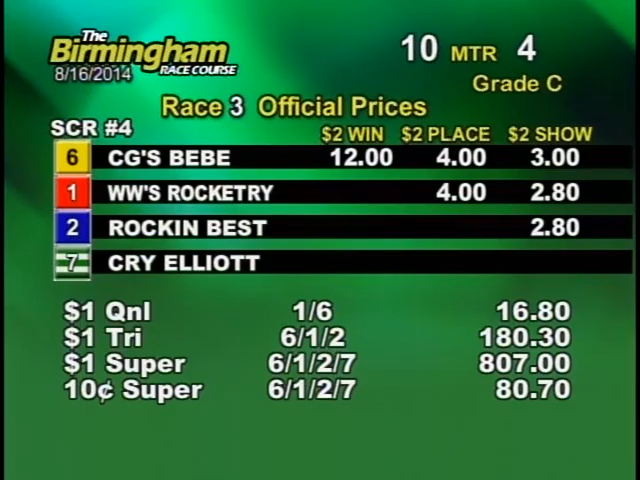 The
Birmingham
RACE COURSE
8/16/2014
10 MTR 4
Grade C
Race 3 Official Prices
SCR #4
$2 WIN $2 PLACE $2 SHOW
6 CG'S BEBE 12.00 4.00 3.00
1 WW'S ROCKETRY 4.00 2.80
2 ROCKIN BEST 2.80
7 CRY ELLIOTT
$1 Qnl 1/6 16.80
$1 Tri 6/1/2 180.30
$1 Super 6/1/2/7 807.00
10¢ Super 6/1/2/7 80.70